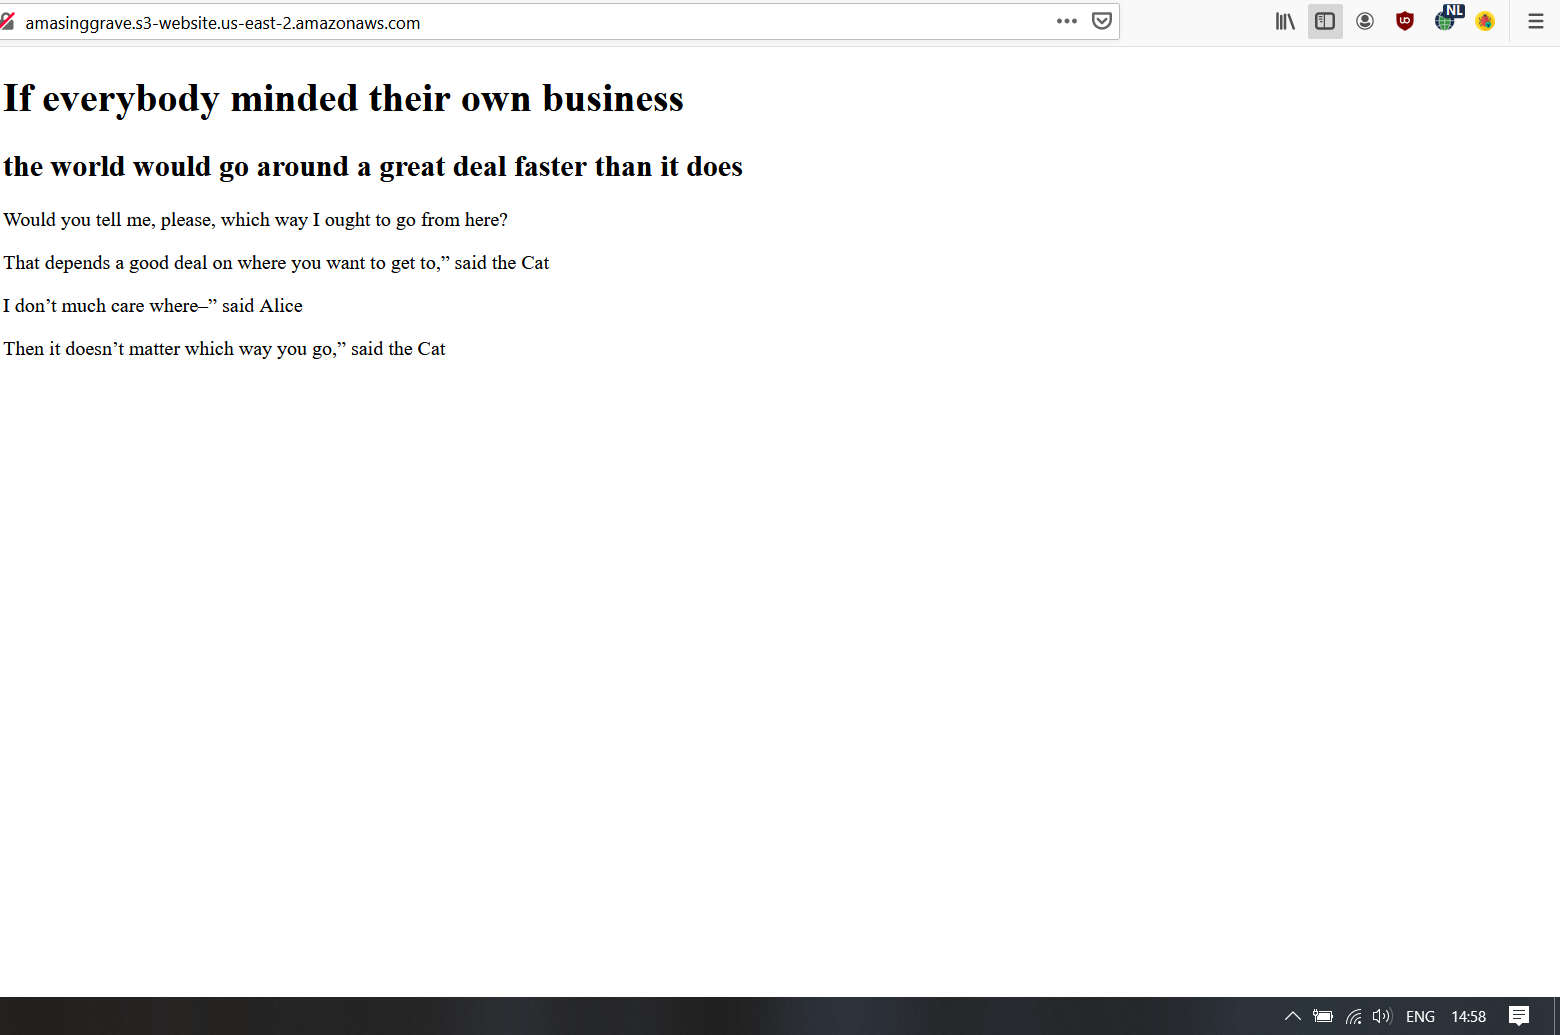 amasinggrave.s3-website.us-east-2.amazonaws.com
NL
If everybody minded their own business
the world would go around a great deal faster than it does
Would you tell me, please, which way I ought to go from here?
That depends a good deal on where you want to get to,” said the Cat
I don’t much care where–” said Alice
Then it doesn’t matter which way you go,” said the Cat
ENG 14:58